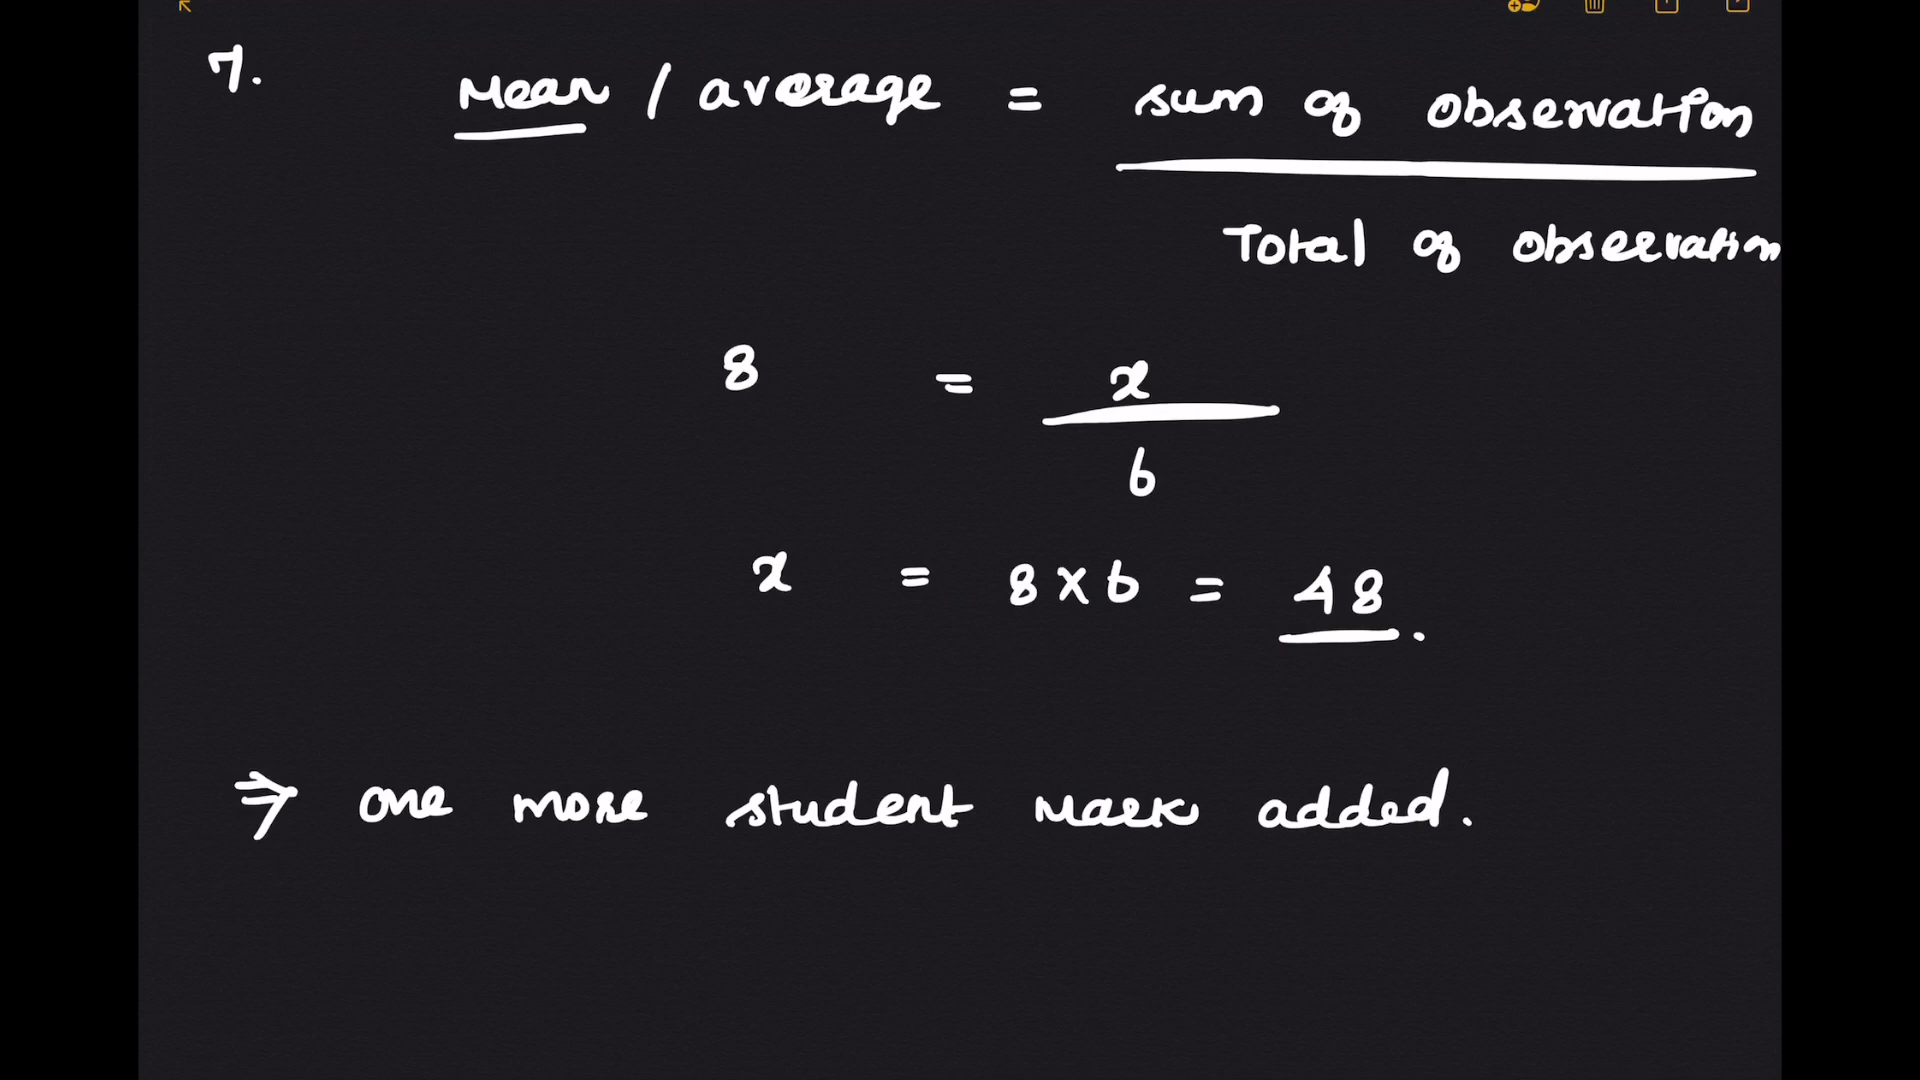 7. Mean / average = sum of observation
Total of observation
8 = x
6
x = 8 x 6 = 48.
⇒ one more student Mark added.